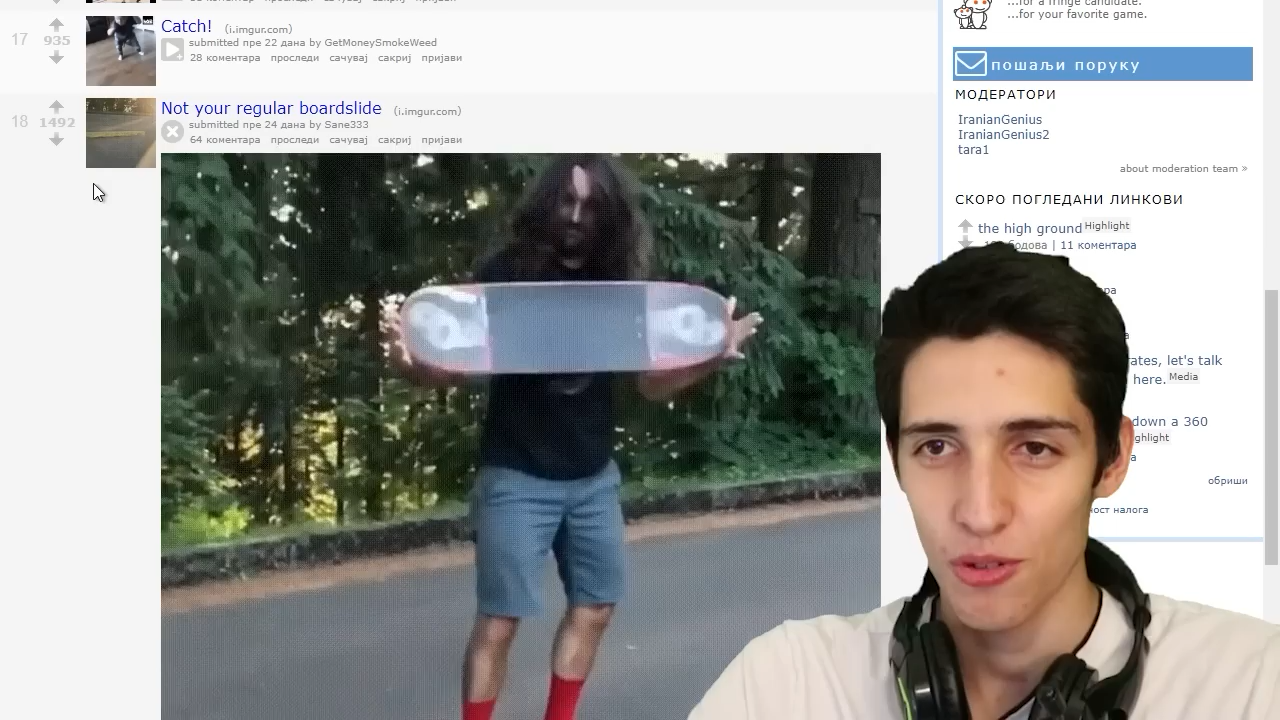 17
935
Catch! (i.imgur.com)
submitted пре 22 дана by GetMoneySmokeWeed
28 коментара проследи сачувај сакриј пријави
18
1492
Not your regular boardslide (i.imgur.com)
submitted пре 24 дана by Sane333
64 коментара проследи сачувај сакриј пријави
...for a fringe candidate.
...for your favorite game.
пошаљи поруку
МОДЕРАТОРИ
IranianGenius
IranianGenius2
tara1
about moderation team »
СКОРО ПОГЛЕДАНИ ЛИНКОВИ
the high ground Highlight
бодова | 11 коментара
let's talk
here. Media
down a 360
обриши
налога